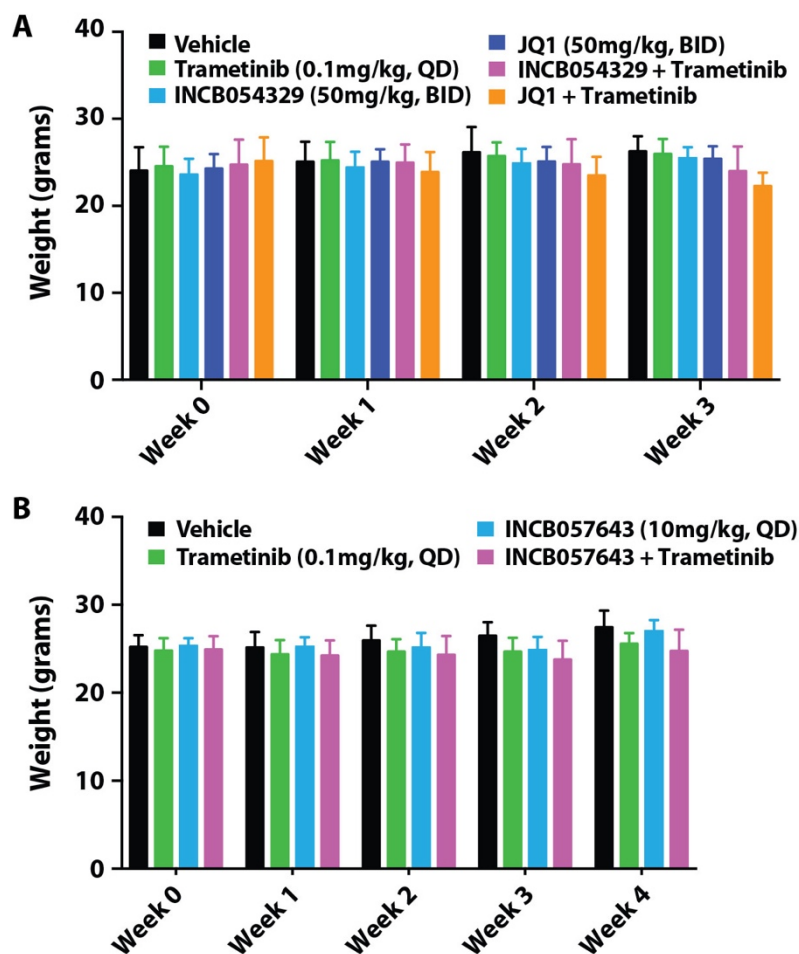 A
Vehicle
Trametinib (0.1mg/kg, QD)
INCB054329 (50mg/kg, BID)
JQ1 (50mg/kg, BID)
INCB054329 + Trametinib
JQ1 + Trametinib
Weight (grams)
40
30
20
10
0
Week 0
Week 1
Week 2
Week 3
B
Vehicle
Trametinib (0.1mg/kg, QD)
INCB057643 (10mg/kg, QD)
INCB057643 + Trametinib
Weight (grams)
40
30
20
10
0
Week 0
Week 1
Week 2
Week 3
Week 4